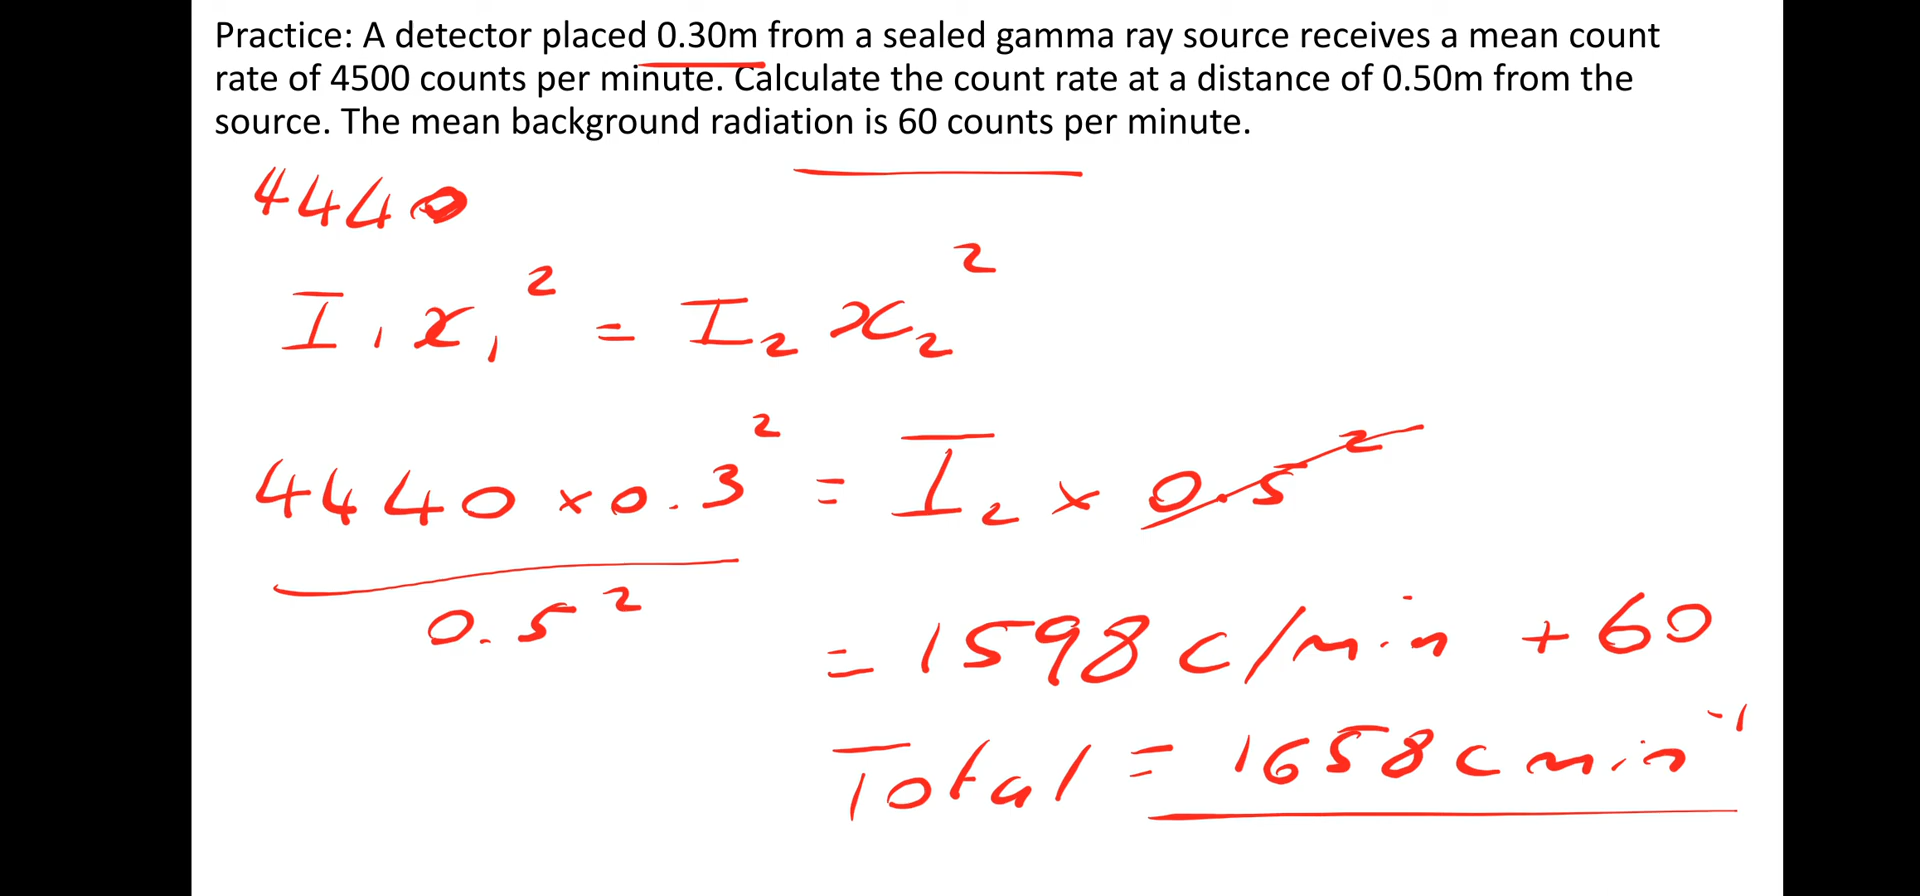 Practice: A detector placed 0.30m from a sealed gamma ray source receives a mean count
rate of 4500 counts per minute. Calculate the count rate at a distance of 0.50m from the
source. The mean background radiation is 60 counts per minute.
4440
I₁x₁² = I₂x₂²
4440 × 0.3² = I₂ × 0.5²
0.5²
= 1598 c/min + 60
Total = 1658 c min⁻¹